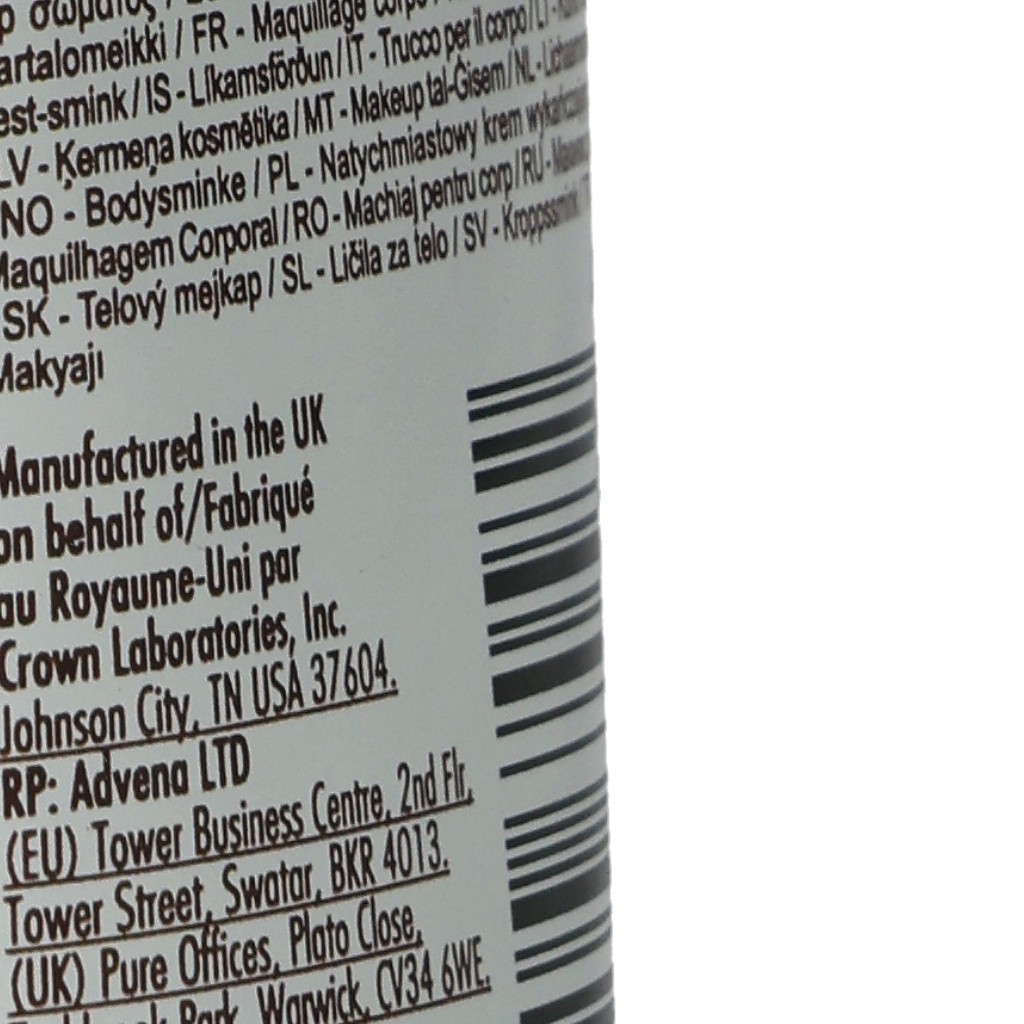 σώματος /
artalomeikki / FR - Maquillage
est-smink / IS - Líkamsförðun / IT - Trucco per il corpo / LT -
LV - Ķermeņa kosmētika / MT - Makeup tal-Ġisem / NL -
NO - Bodysminke / PL - Natychmiastowy krem
Maquilhagem Corporal / RO - Machiaj pentru corp / RU -
SK - Telový mejkap / SL - Ličila za telo / SV - Kroppssmink /
Makyajı
Manufactured in the UK
on behalf of/Fabriqué
au Royaume-Uni par
Crown Laboratories, Inc.
Johnson City, TN USA 37604.
RP: Advena LTD
(EU) Tower Business Centre, 2nd Flr,
Tower Street, Swatar, BKR 4013.
(UK) Pure Offices, Plato Close,
Park, Warwick, CV34 6WE.